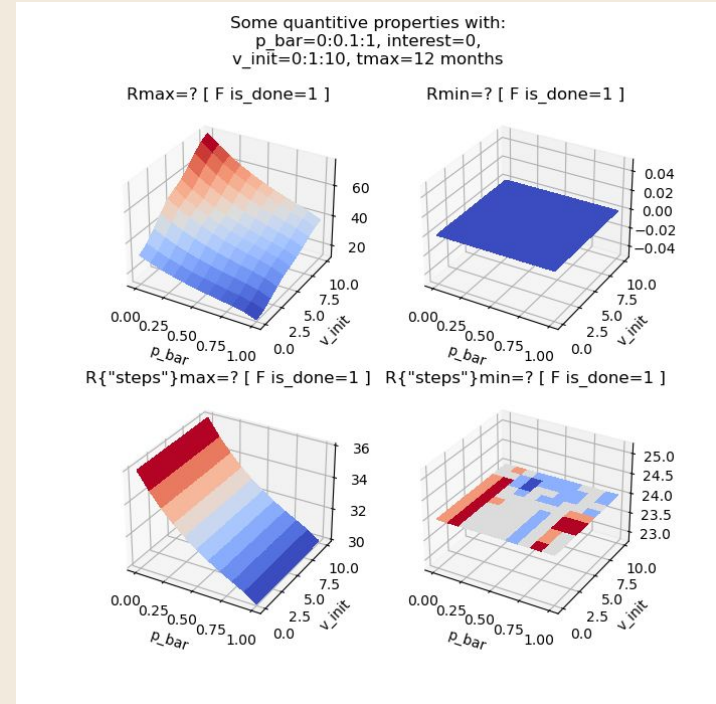 Some quantitive properties with:
p_bar=0:0.1:1, interest=0,
v_init=0:1:10, tmax=12 months
Rmax=? [ F is_done=1 ]
60
40
20
0.00 0.25 0.50 0.75 1.00
p_bar
0.0 2.5 5.0 7.5 10.0
v_init
Rmin=? [ F is_done=1 ]
0.04
0.02
0.00
−0.02
−0.04
0.00 0.25 0.50 0.75 1.00
p_bar
0.0 2.5 5.0 7.5 10.0
v_init
R{"steps"}max=? [ F is_done=1 ]
36
34
32
30
0.00 0.25 0.50 0.75 1.00
p_bar
0.0 2.5 5.0 7.5 10.0
v_init
R{"steps"}min=? [ F is_done=1 ]
25.0
24.5
24.0
23.5
23.0
0.00 0.25 0.50 0.75 1.00
p_bar
0.0 2.5 5.0 7.5 10.0
v_init